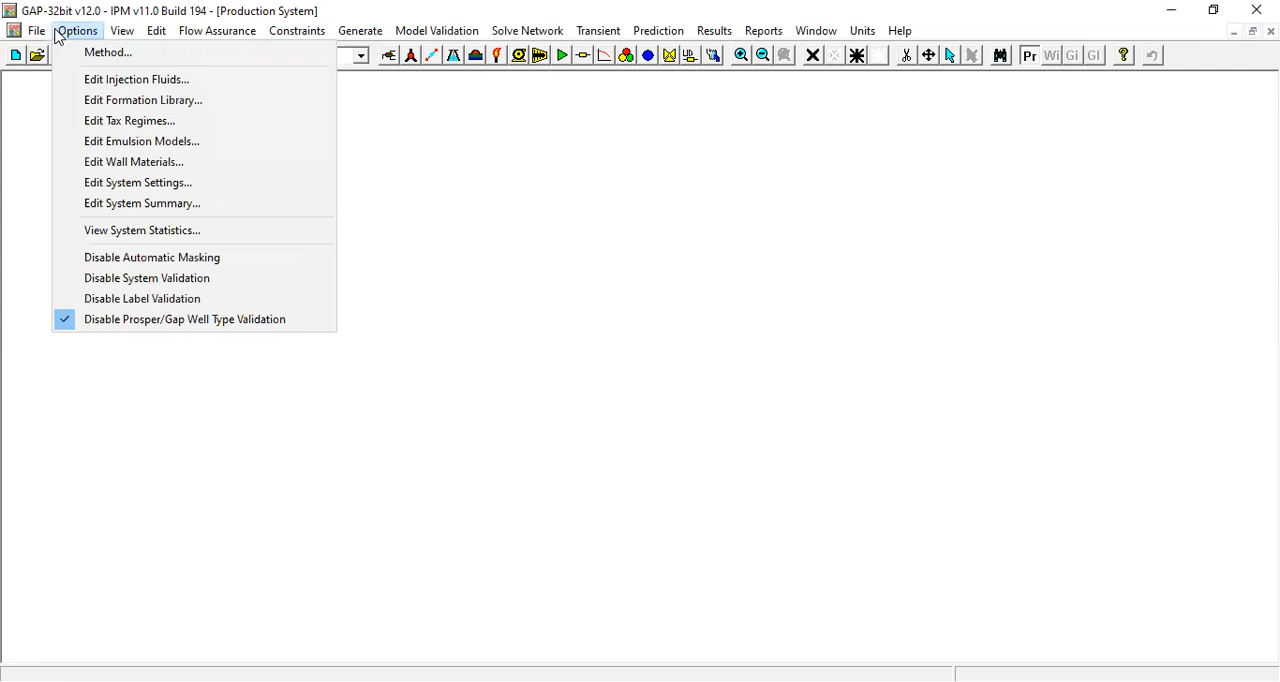 GAP-32bit v12.0 - IPM v11.0 Build 194 - [Production System]
File Options View Edit Flow Assurance Constraints Generate Model Validation Solve Network Transient Prediction Results Reports Window Units Help
Pr Wi Gi Gl
Method...
Edit Injection Fluids...
Edit Formation Library...
Edit Tax Regimes...
Edit Emulsion Models...
Edit Wall Materials...
Edit System Settings...
Edit System Summary...
View System Statistics...
Disable Automatic Masking
Disable System Validation
Disable Label Validation
Disable Prosper/Gap Well Type Validation